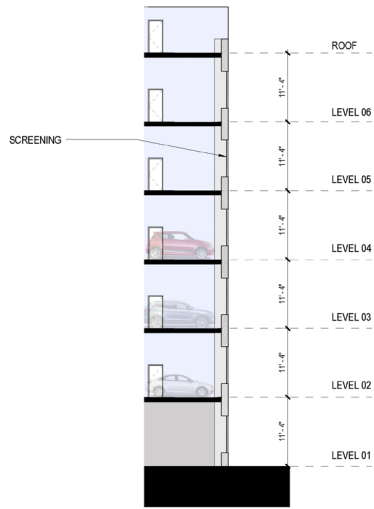 ROOF
11'- 4"
LEVEL 06
SCREENING
11'- 4"
LEVEL 05
11'- 4"
LEVEL 04
11'- 4"
LEVEL 03
11'- 4"
LEVEL 02
11'- 4"
LEVEL 01